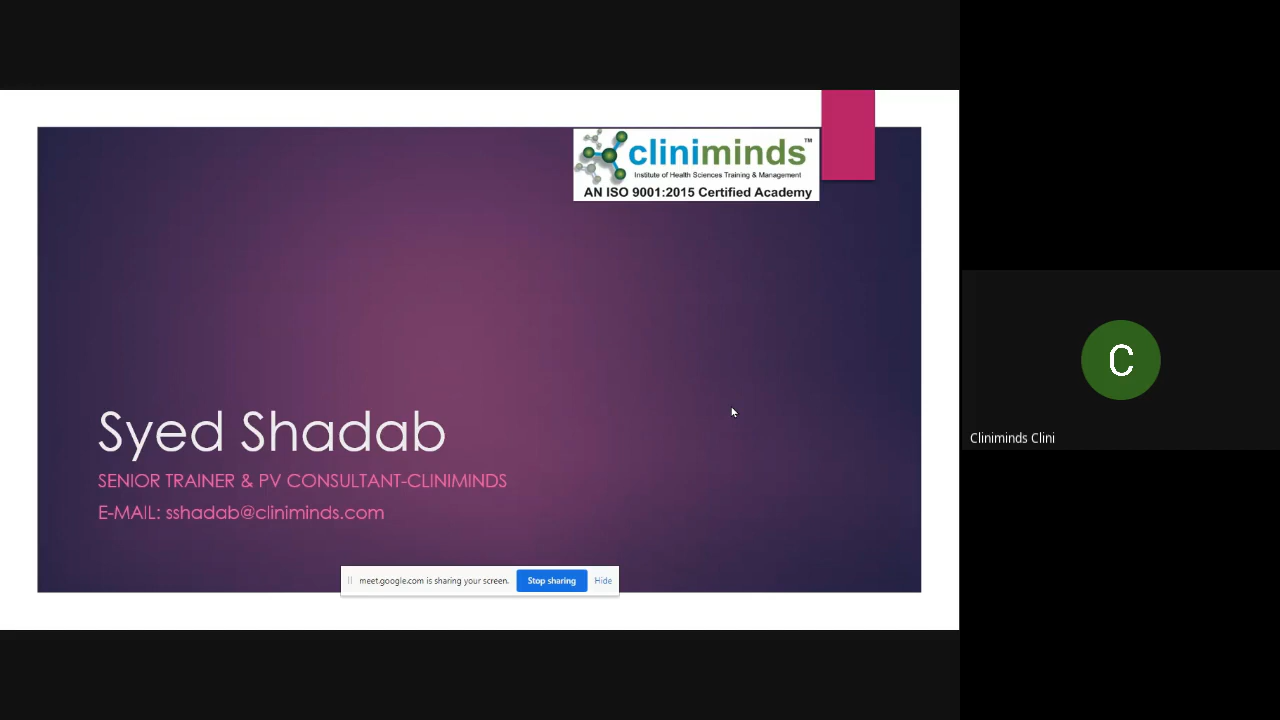 cliniminds™
Institute of Health Sciences Training & Management
AN ISO 9001:2015 Certified Academy
Syed Shadab
SENIOR TRAINER & PV CONSULTANT-CLINIMINDS
E-MAIL: sshadab@cliniminds.com
meet.google.com is sharing your screen. Stop sharing Hide
C
Cliniminds Clini